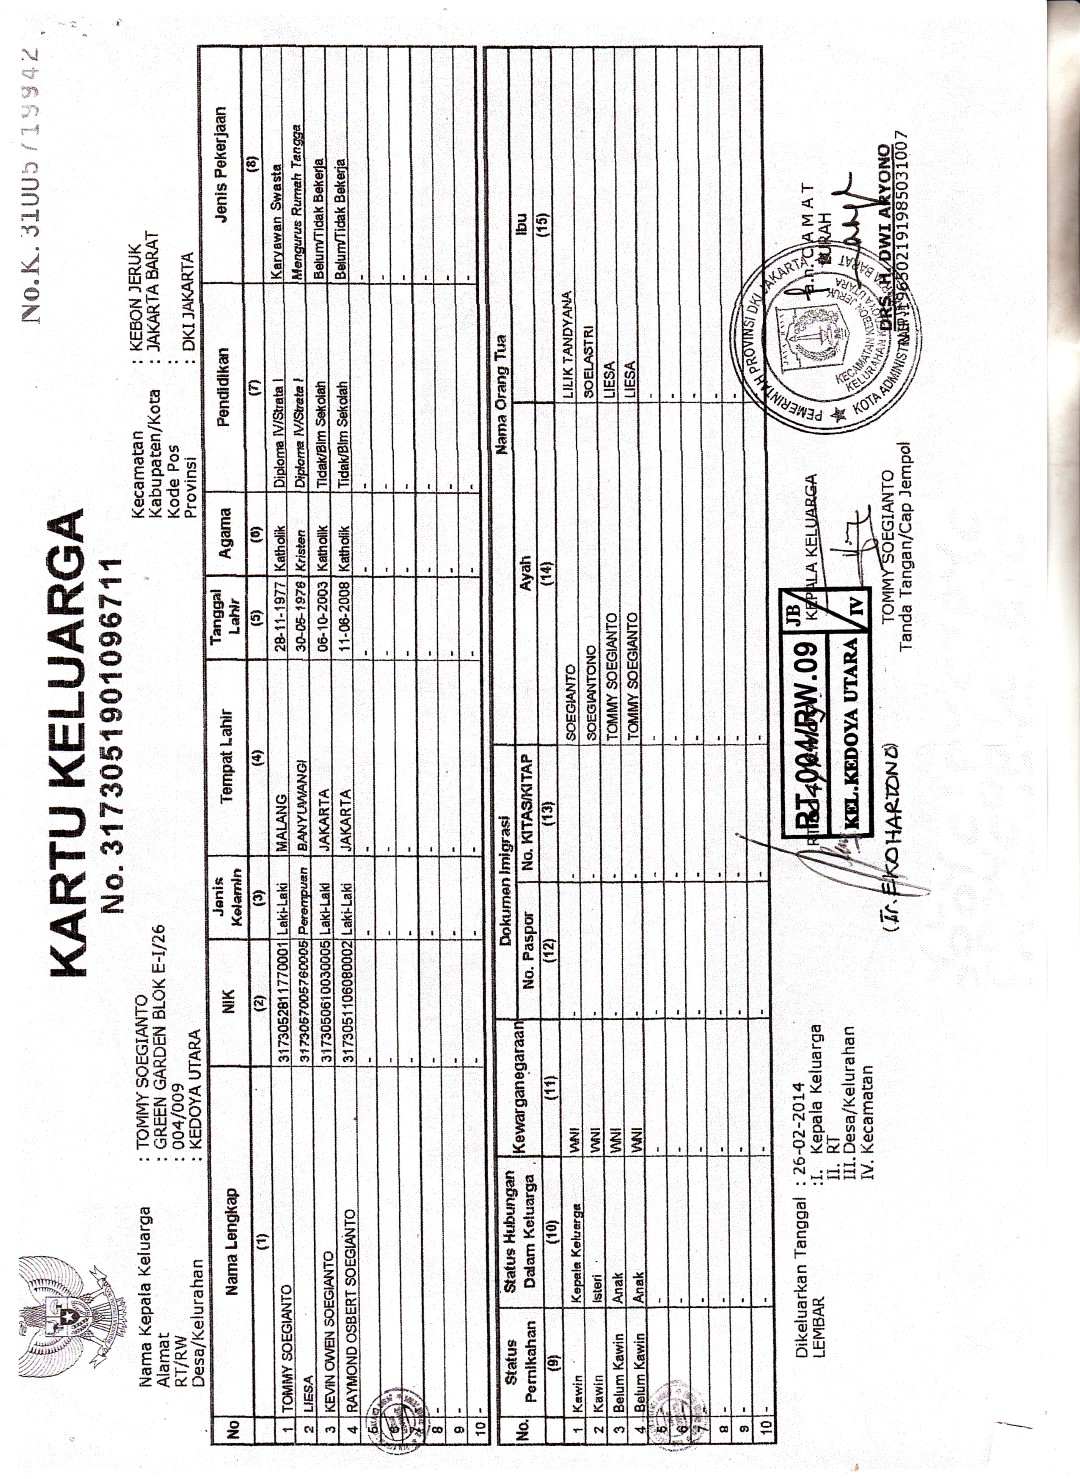 No.K. 31005719942
KARTU KELUARGA
No. 3173051901096711
Nama Kepala Keluarga : TOMMY SOEGIANTO
Alamat : GREEN GARDEN BLOK E-I/26
RT/RW : 004/009
Desa/Kelurahan : KEDOYA UTARA
Kecamatan : KEBON JERUK
Kabupaten/Kota : JAKARTA BARAT
Kode Pos :
Provinsi : DKI JAKARTA
No Nama Lengkap NIK Jenis Kelamin Tempat Lahir Tanggal Lahir Agama Pendidikan Jenis Pekerjaan
(1) (2) (3) (4) (5) (6) (7) (8)
1 TOMMY SOEGIANTO 3173052811770001 Laki-Laki MALANG 28-11-1977 Katholik Diploma IV/Strata I Karyawan Swasta
2 LIESA 3173057005760005 Perempuan BANYUWANGI 30-05-1976 Kristen Diploma IV/Strata I Mengurus Rumah Tangga
3 KEVIN OWEN SOEGIANTO 3173050610030005 Laki-Laki JAKARTA 06-10-2003 Katholik Tidak/Blm Sekolah Belum/Tidak Bekerja
4 RAYMOND OSBERT SOEGIANTO 3173051106080002 Laki-Laki JAKARTA 11-06-2008 Katholik Tidak/Blm Sekolah Belum/Tidak Bekerja
5 - - - - - - - -
6 - - - - - - - -
7 - - - - - - - -
8 - - - - - - - -
9 - - - - - - - -
10 - - - - - - - -
No. Status Pernikahan Status Hubungan Dalam Keluarga Kewarganegaraan Dokumen Imigrasi Nama Orang Tua
No. Paspor No. KITAS/KITAP Ayah Ibu
(9) (10) (11) (12) (13) (14) (15)
1 Kawin Kepala Keluarga WNI - - SOEGIANTO LILIK TANDYANA
2 Kawin Isteri WNI - - SOEGIANTONO SOELASTRI
3 Belum Kawin Anak WNI - - TOMMY SOEGIANTO LIESA
4 Belum Kawin Anak WNI - - TOMMY SOEGIANTO LIESA
5 - - - - - - -
6 - - - - - - -
7 - - - - - - -
8 - - - - - - -
9 - - - - - - -
10 - - - - - - -
Dikeluarkan Tanggal : 26-02-2014
LEMBAR : I. Kepala Keluarga
II. RT
III. Desa/Kelurahan
IV. Kecamatan
RT.004/RW.09 JB
KEL.KEDOYA UTARA IV
(Ir. EKOHARTONO)
KEPALA KELUARGA
TOMMY SOEGIANTO
Tanda Tangan/Cap Jempol
a.n. CAMAT
LURAH
PEMERINTAH PROVINSI DKI JAKARTA
KECAMATAN KEBON JERUK
KELURAHAN KEDOYA UTARA
KOTA ADMINISTRASI JAKARTA BARAT
DRS. H. DWI ARYONO
NIP.196502191985031007